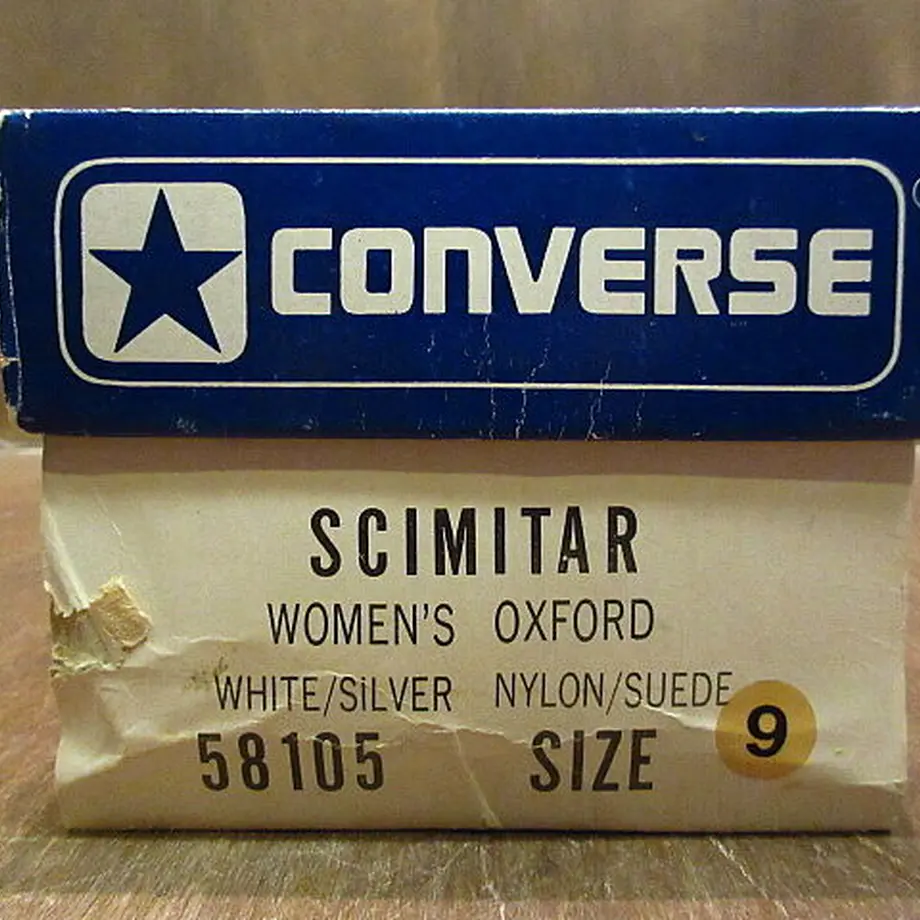 CONVERSE
SCIMITAR
WOMEN'S OXFORD
WHITE/SILVER NYLON/SUEDE
58105 SIZE 9